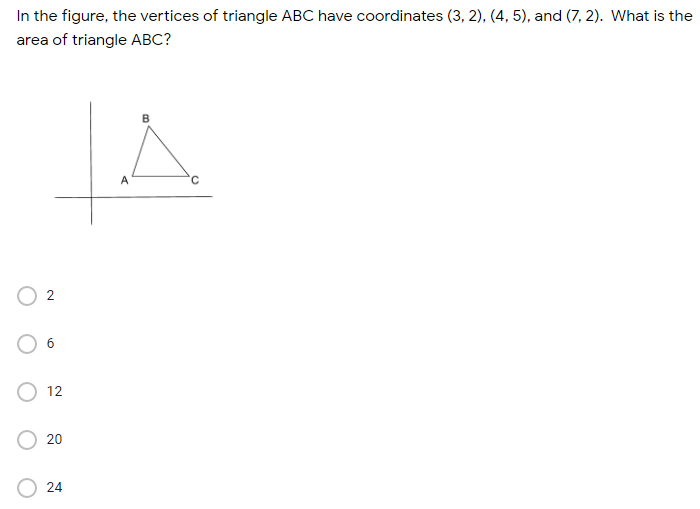 In the figure, the vertices of triangle ABC have coordinates (3, 2), (4, 5), and (7, 2).  What is the
area of triangle ABC?
B
A
C
2
6
12
20
24